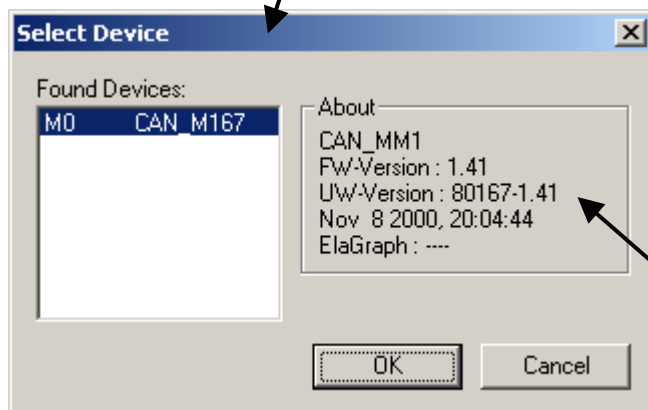 Select Device
Found Devices:
M0 CAN_M167
About
CAN_MM1
FW-Version : 1.41
UW-Version : 80167-1.41
Nov 8 2000, 20:04:44
ElaGraph : ----
OK
Cancel